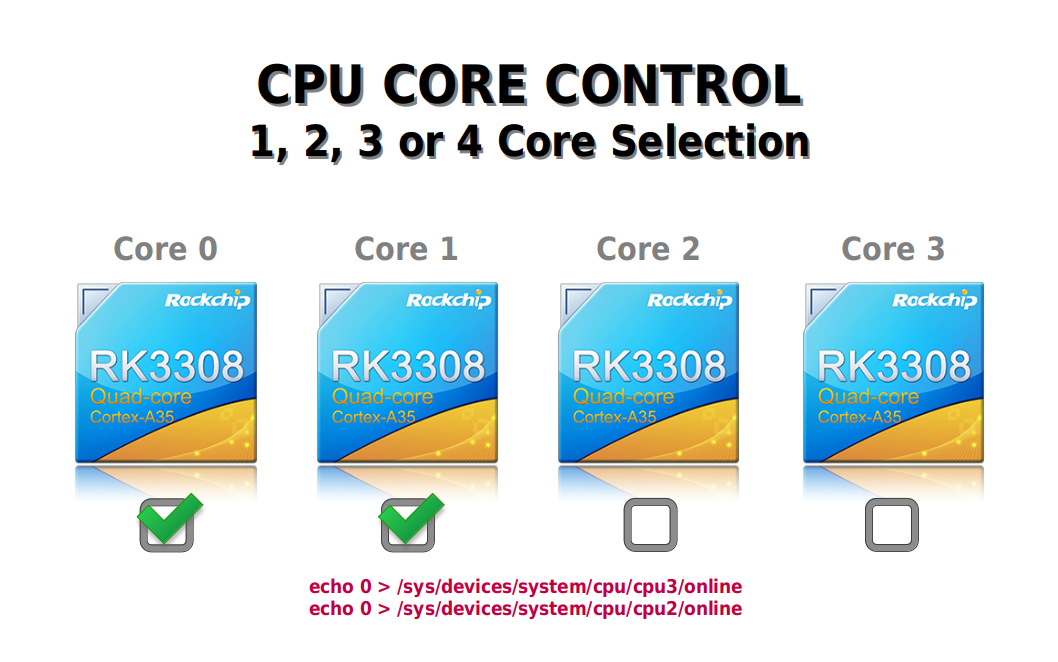 CPU CORE CONTROL
1, 2, 3 or 4 Core Selection
Core 0
Core 1
Core 2
Core 3
Rockchip
RK3308
Quad-core
Cortex-A35
Rockchip
RK3308
Quad-core
Cortex-A35
Rockchip
RK3308
Quad-core
Cortex-A35
Rockchip
RK3308
Quad-core
Cortex-A35
echo 0 > /sys/devices/system/cpu/cpu3/online
echo 0 > /sys/devices/system/cpu/cpu2/online